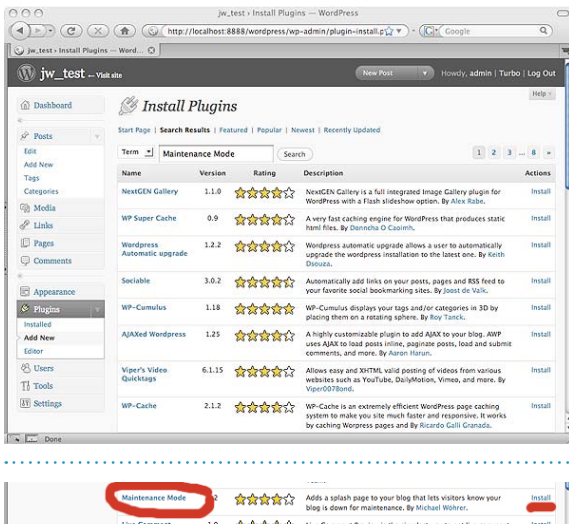 jw_test › Install Plugins — WordPress
http://localhost:8888/wordpress/wp-admin/plugin-install.p
Google
jw_test › Install Plugins — Word...
jw_test — Visit site
New Post
Howdy, admin | Turbo | Log Out
Help
Dashboard
Posts
Edit
Add New
Tags
Categories
Media
Links
Pages
Comments
Appearance
Plugins
Installed
Add New
Editor
Users
Tools
Settings
Install Plugins
Start Page | Search Results | Featured | Popular | Newest | Recently Updated
Term Maintenance Mode Search 1 2 3 ... 8 »
Name Version Rating Description Actions
NextGEN Gallery 1.1.0 NextGEN Gallery is a full integrated Image Gallery plugin for Install
WordPress with a Flash slideshow option. By Alex Rabe.
WP Super Cache 0.9 A very fast caching engine for WordPress that produces static Install
html files. By Donncha O Caoimh.
Wordpress 1.2.2 Wordpress automatic upgrade allows a user to automatically Install
Automatic upgrade upgrade the wordpress installation to the latest one. By Keith
Dsouza.
Sociable 3.0.2 Automatically add links on your posts, pages and RSS feed to Install
your favorite social bookmarking sites. By Joost de Valk.
WP-Cumulus 1.18 WP-Cumulus displays your tags and/or categories in 3D by Install
placing them on a rotating sphere. By Roy Tanck.
AJAXed Wordpress 1.25 A highly customizable plugin to add AJAX to your blog. AWP Install
uses AJAX to load posts inline, paginate posts, load and submit
comments, and more. By Aaron Harun.
Viper's Video 6.1.15 Allows easy and XHTML valid posting of videos from various Install
Quicktags websites such as YouTube, DailyMotion, Vimeo, and more. By
Viper007Bond.
WP-Cache 2.1.2 WP-Cache is an extremely efficient WordPress page caching Install
system to make you site much faster and responsive. It works
by caching Worpress pages and By Ricardo Galli Granada.
Done
Maintenance Mode Adds a splash page to your blog that lets visitors know your Install
blog is down for maintenance. By Michael Wöhrer.